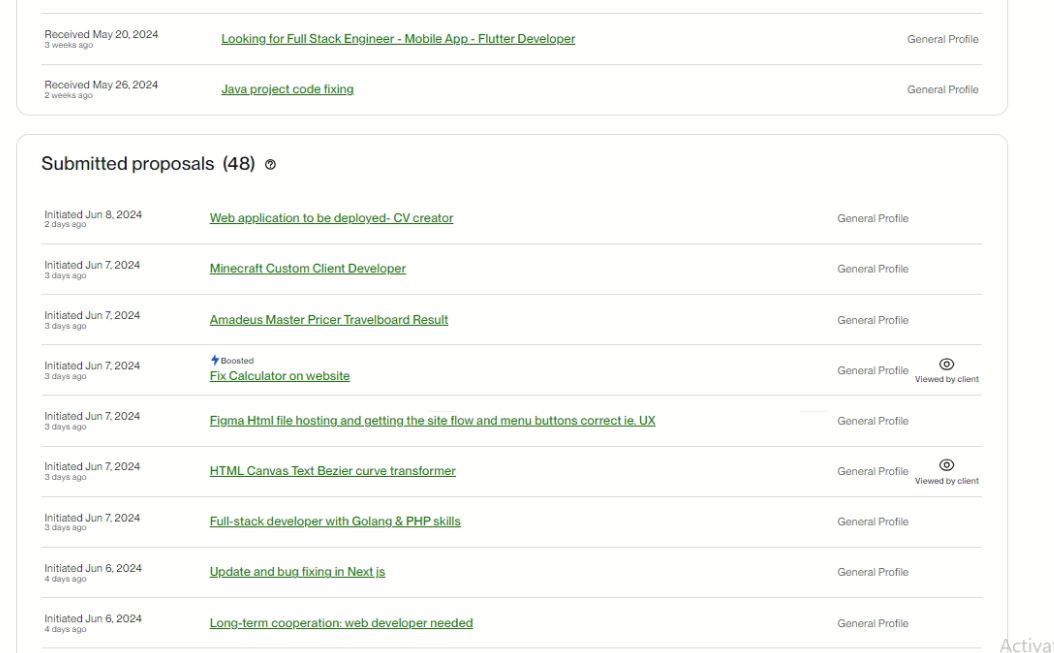 Received May 20, 2024
3 weeks ago
Looking for Full Stack Engineer - Mobile App - Flutter Developer
General Profile
Received May 26, 2024
2 weeks ago
Java project code fixing
General Profile
Submitted proposals (48)
Initiated Jun 8, 2024
2 days ago
Web application to be deployed- CV creator
General Profile
Initiated Jun 7, 2024
3 days ago
Minecraft Custom Client Developer
General Profile
Initiated Jun 7, 2024
3 days ago
Amadeus Master Pricer Travelboard Result
General Profile
Initiated Jun 7, 2024
3 days ago
Boosted
Fix Calculator on website
General Profile
Viewed by client
Initiated Jun 7, 2024
3 days ago
Figma Html file hosting and getting the site flow and menu buttons correct ie. UX
General Profile
Initiated Jun 7, 2024
3 days ago
HTML Canvas Text Bezier curve transformer
General Profile
Viewed by client
Initiated Jun 7, 2024
3 days ago
Full-stack developer with Golang & PHP skills
General Profile
Initiated Jun 6, 2024
4 days ago
Update and bug fixing in Next js
General Profile
Initiated Jun 6, 2024
4 days ago
Long-term cooperation: web developer needed
General Profile
Activat